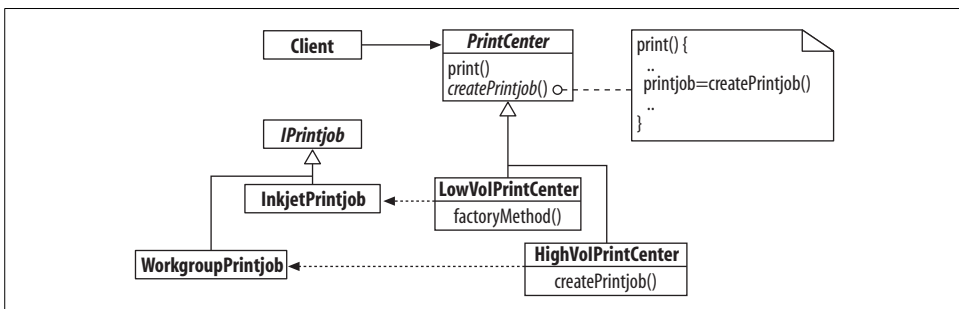 Client
PrintCenter
print()
createPrintjob()
print() {
..
printjob=createPrintjob()
..
}
IPrintjob
InkjetPrintjob
LowVolPrintCenter
factoryMethod()
WorkgroupPrintjob
HighVolPrintCenter
createPrintjob()